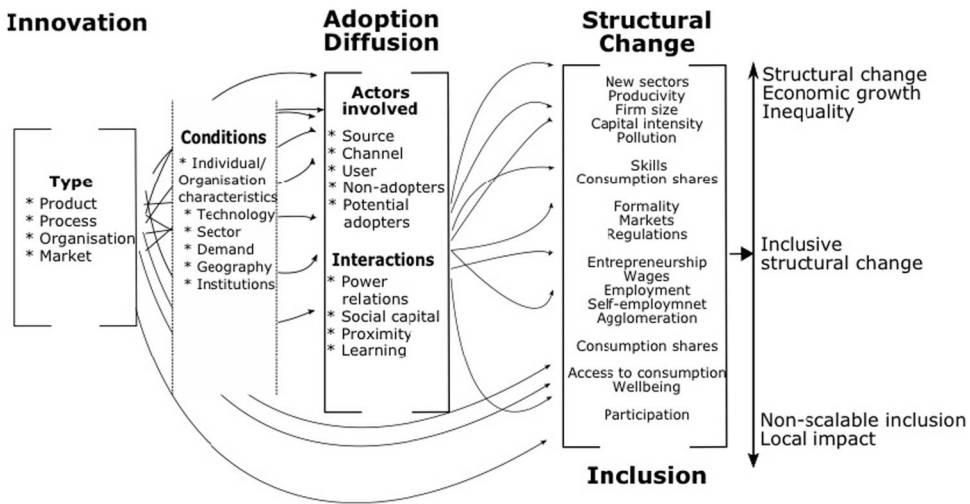 Innovation
Type
* Product
* Process
* Organisation
* Market
Conditions
* Individual/
Organisation
characteristics
* Technology
* Sector
* Demand
* Geography
* Institutions
Adoption
Diffusion
Actors
involved
* Source
* Channel
* User
* Non-adopters
* Potential
adopters
Interactions
* Power
relations
* Social capital
* Proximity
* Learning
Structural
Change
New sectors
Producivity
Firm size
Capital intensity
Pollution
Skills
Consumption shares
Formality
Markets
Regulations
Entrepreneurship
Wages
Employment
Self-employmnet
Agglomeration
Consumption shares
Access to consumption
Wellbeing
Participation
Inclusion
Structural change
Economic growth
Inequality
Inclusive
structural change
Non-scalable inclusion
Local impact